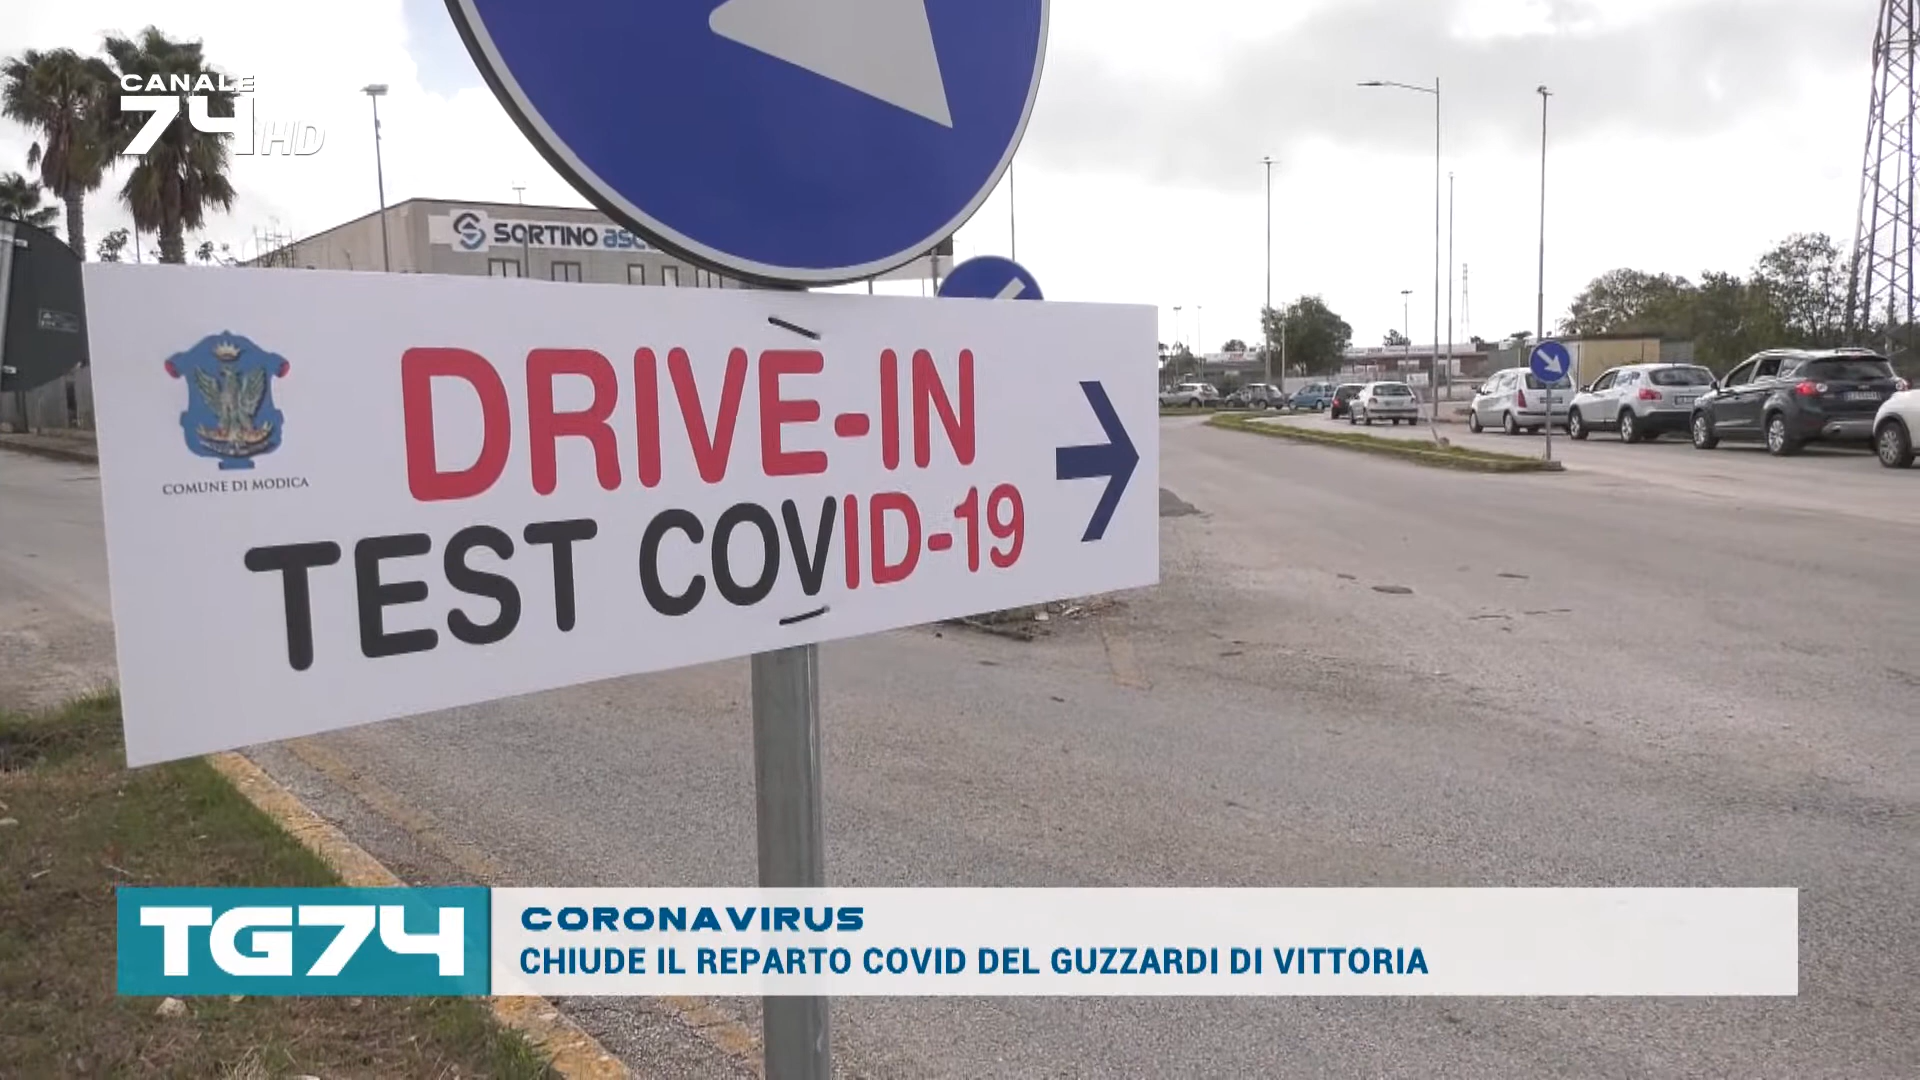 CANALE
74 HD
SORTINO
DRIVE-IN
TEST COVID-19
COMUNE DI MODICA
TG74
CORONAVIRUS
CHIUDE IL REPARTO COVID DEL GUZZARDI DI VITTORIA